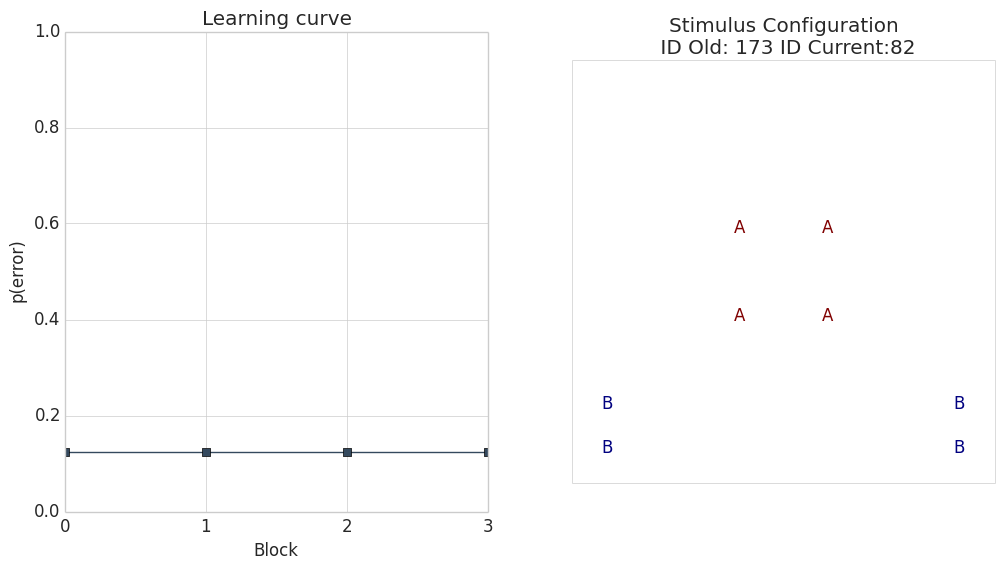 Learning curve
1.0
0.8
0.6
0.4
0.2
0.0
p(error)
0 1 2 3
Block
Stimulus Configuration
ID Old: 173 ID Current:82
A A
A A
B B
B B